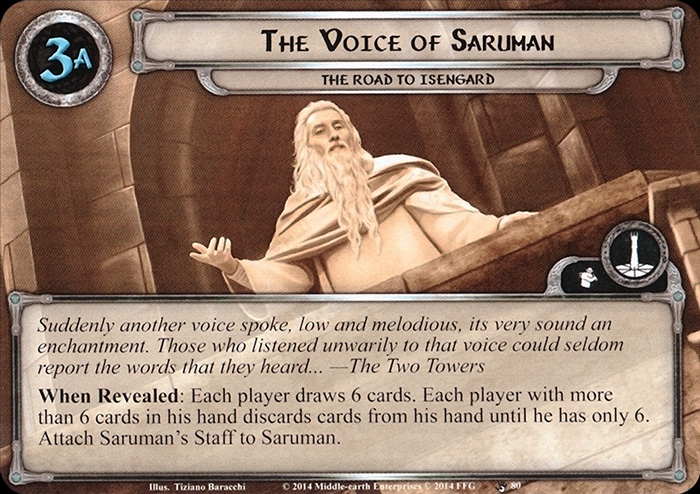 3A
THE VOICE OF SARUMAN
THE ROAD TO ISENGARD
Suddenly another voice spoke, low and melodious, its very sound an
enchantment. Those who listened unwarily to that voice could seldom
report the words that they heard... —The Two Towers
When Revealed: Each player draws 6 cards. Each player with more
than 6 cards in his hand discards cards from his hand until he has only 6.
Attach Saruman's Staff to Saruman.
Illus. Tiziano Baracchi © 2014 Middle-earth Enterprises © 2014 FFG 80